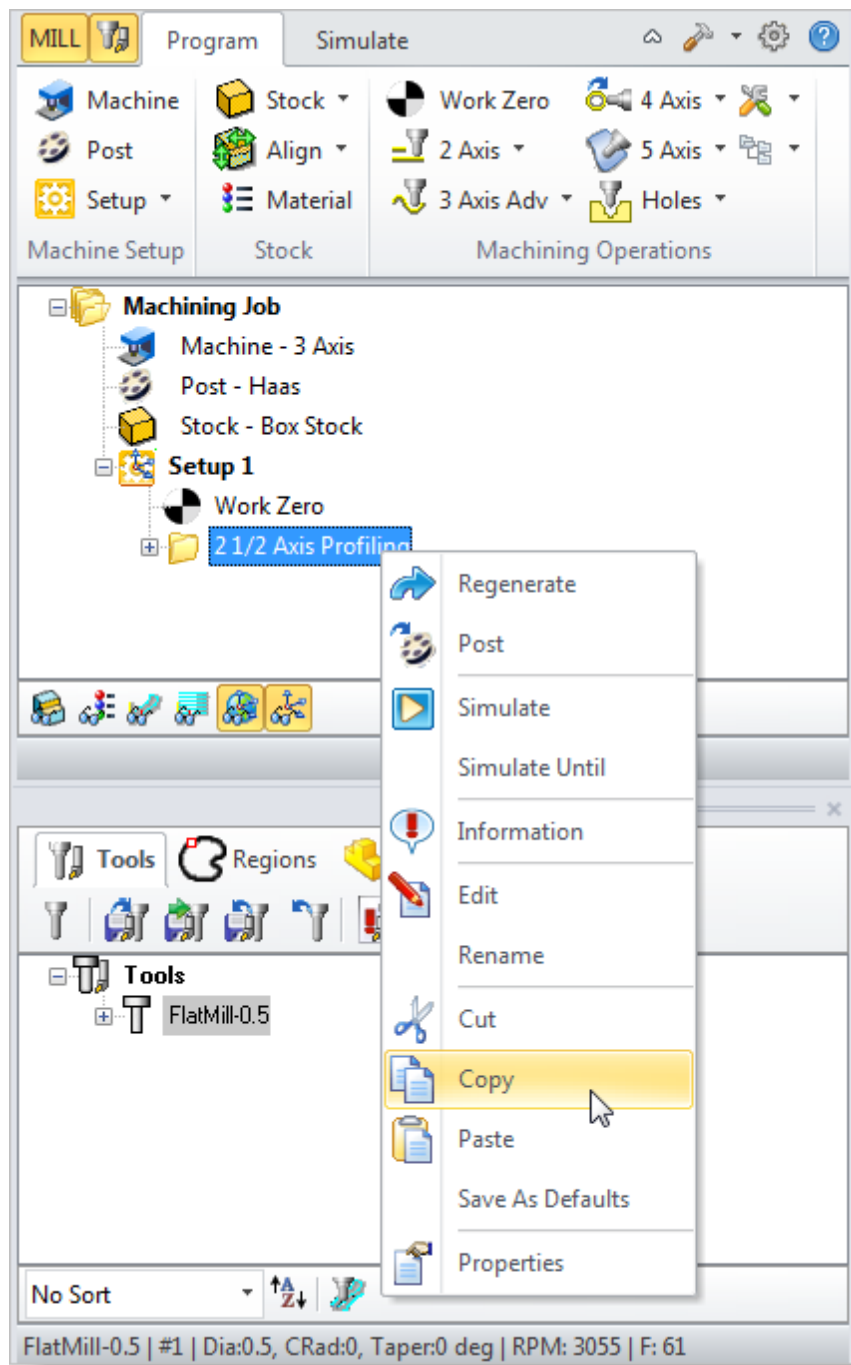 MILL Program Simulate
Machine Stock Work Zero 4 Axis
Post Align 2 Axis 5 Axis
Setup Material 3 Axis Adv Holes
Machine Setup Stock Machining Operations
Machining Job
Machine - 3 Axis
Post - Haas
Stock - Box Stock
Setup 1
Work Zero
2 1/2 Axis Profiling
Regenerate
Post
Simulate
Simulate Until
Information
Edit
Rename
Cut
Copy
Paste
Save As Defaults
Properties
Tools Regions
Tools
FlatMill-0.5
No Sort
FlatMill-0.5 | #1 | Dia:0.5, CRad:0, Taper:0 deg | RPM: 3055 | F: 61